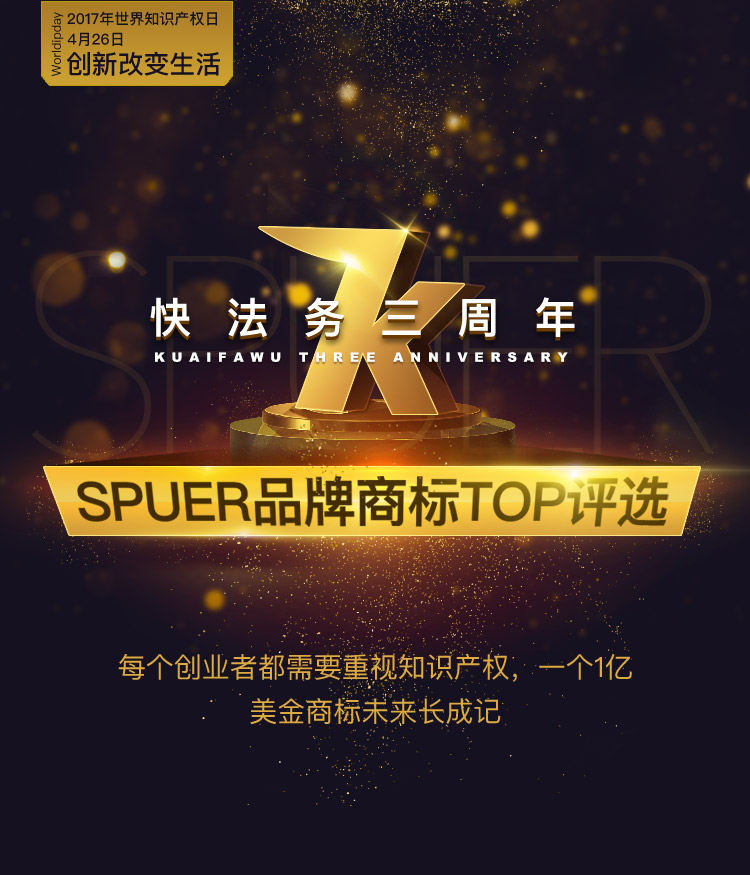 Worldipday
2017年世界知识产权日
4月26日
创新改变生活
SPUER
快法务三周年
KUAIFAWU THREE ANNIVERSARY
SPUER品牌商标TOP评选
每个创业者都需要重视知识产权，一个1亿
美金商标未来长成记